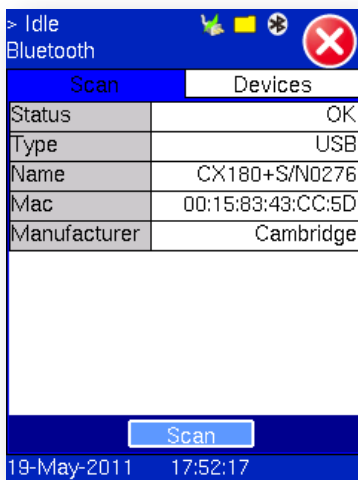 > Idle
Bluetooth
Scan Devices
Status OK
Type USB
Name CX180+S/N0276
Mac 00:15:83:43:CC:5D
Manufacturer Cambridge
Scan
19-May-2011 17:52:17